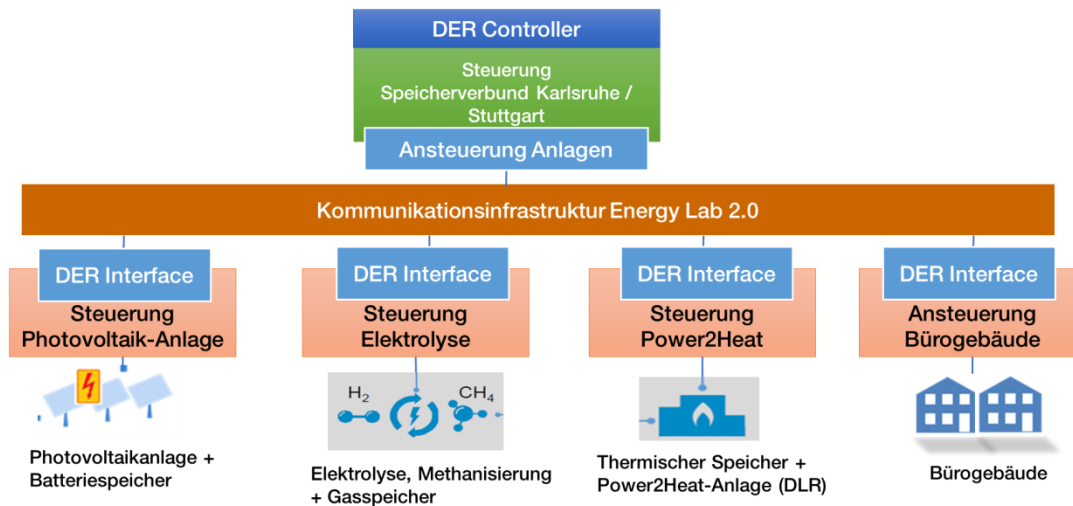 DER Controller
Steuerung
Speicherverbund Karlsruhe /
Stuttgart
Ansteuerung Anlagen
Kommunikationsinfrastruktur Energy Lab 2.0
DER Interface
Steuerung
Photovoltaik-Anlage
DER Interface
Steuerung
Elektrolyse
DER Interface
Steuerung
Power2Heat
DER Interface
Ansteuerung
Bürogebäude
H2
CH4
Photovoltaikanlage +
Batteriespeicher
Elektrolyse, Methanisierung
+ Gasspeicher
Thermischer Speicher +
Power2Heat-Anlage (DLR)
Bürogebäude